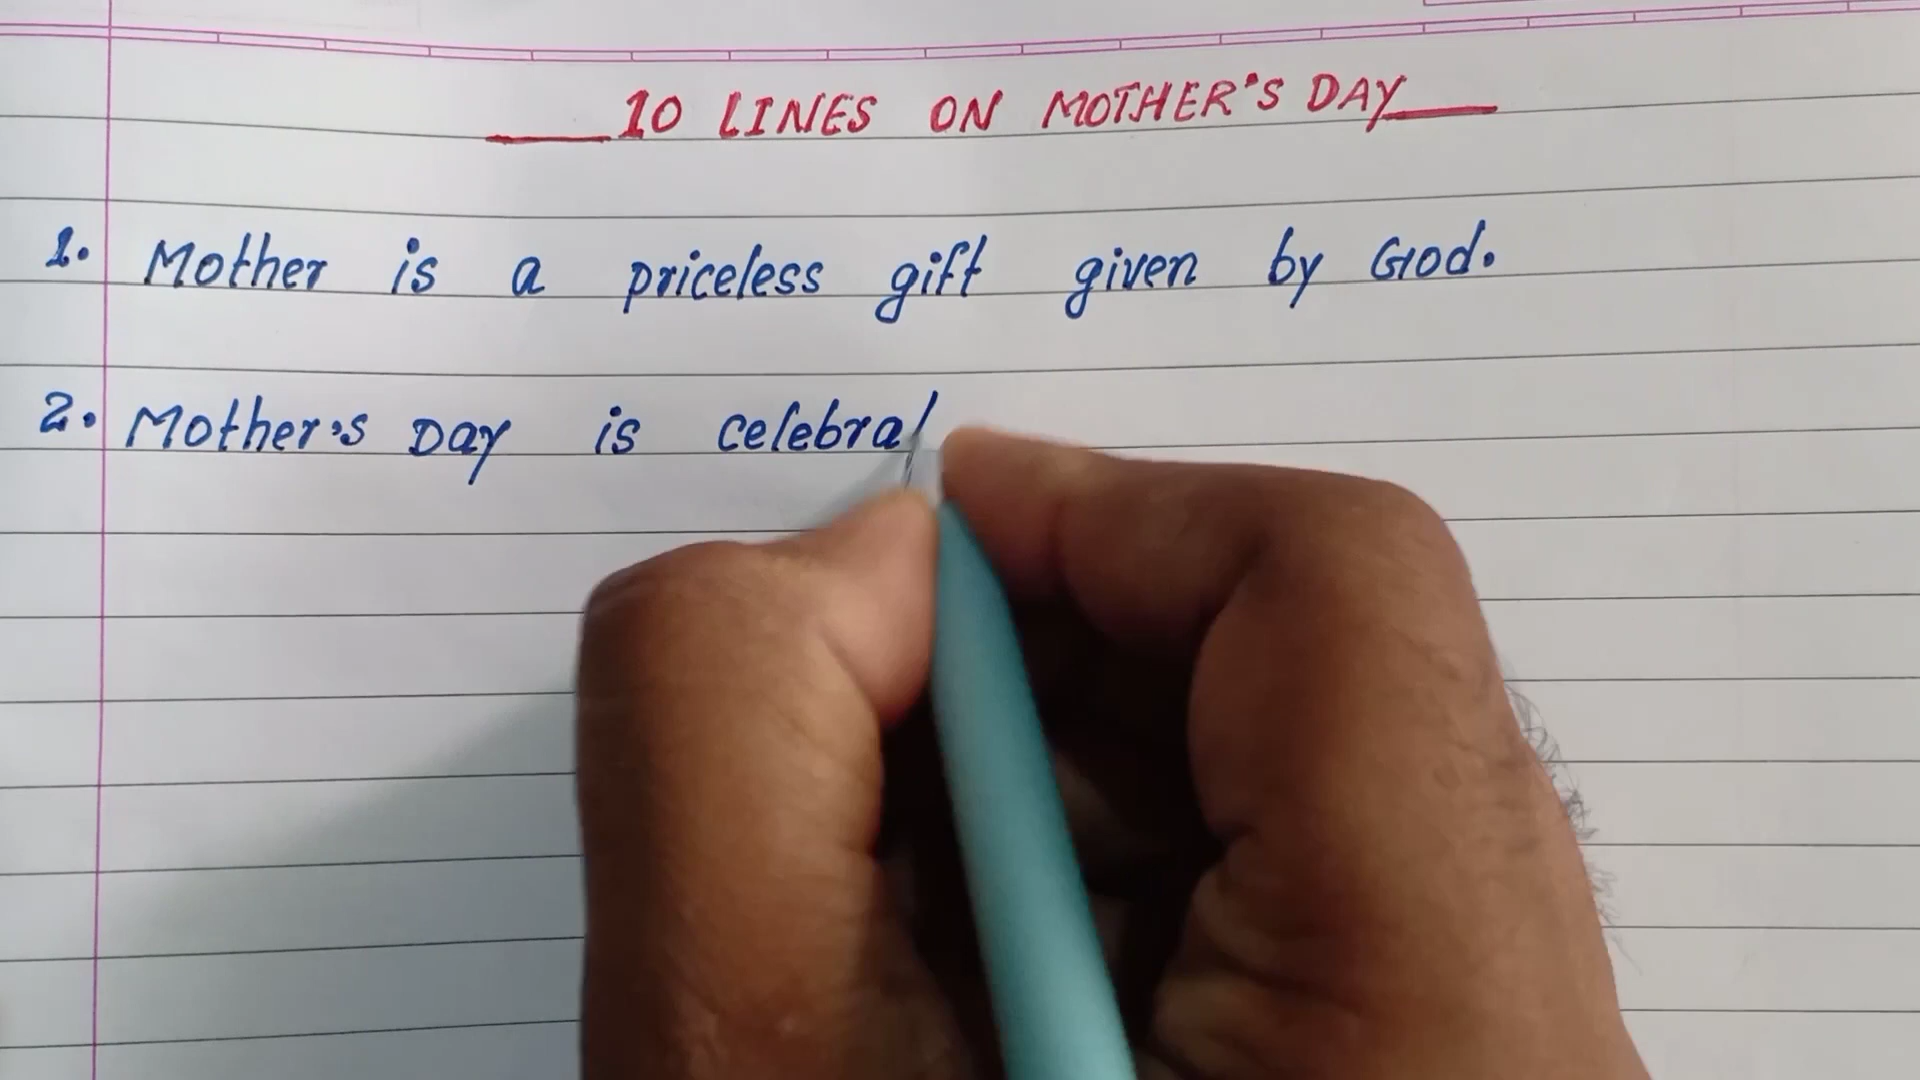 10 LINES ON MOTHER'S DAY
1. Mother is a priceless gift given by God.
2. Mother's Day is